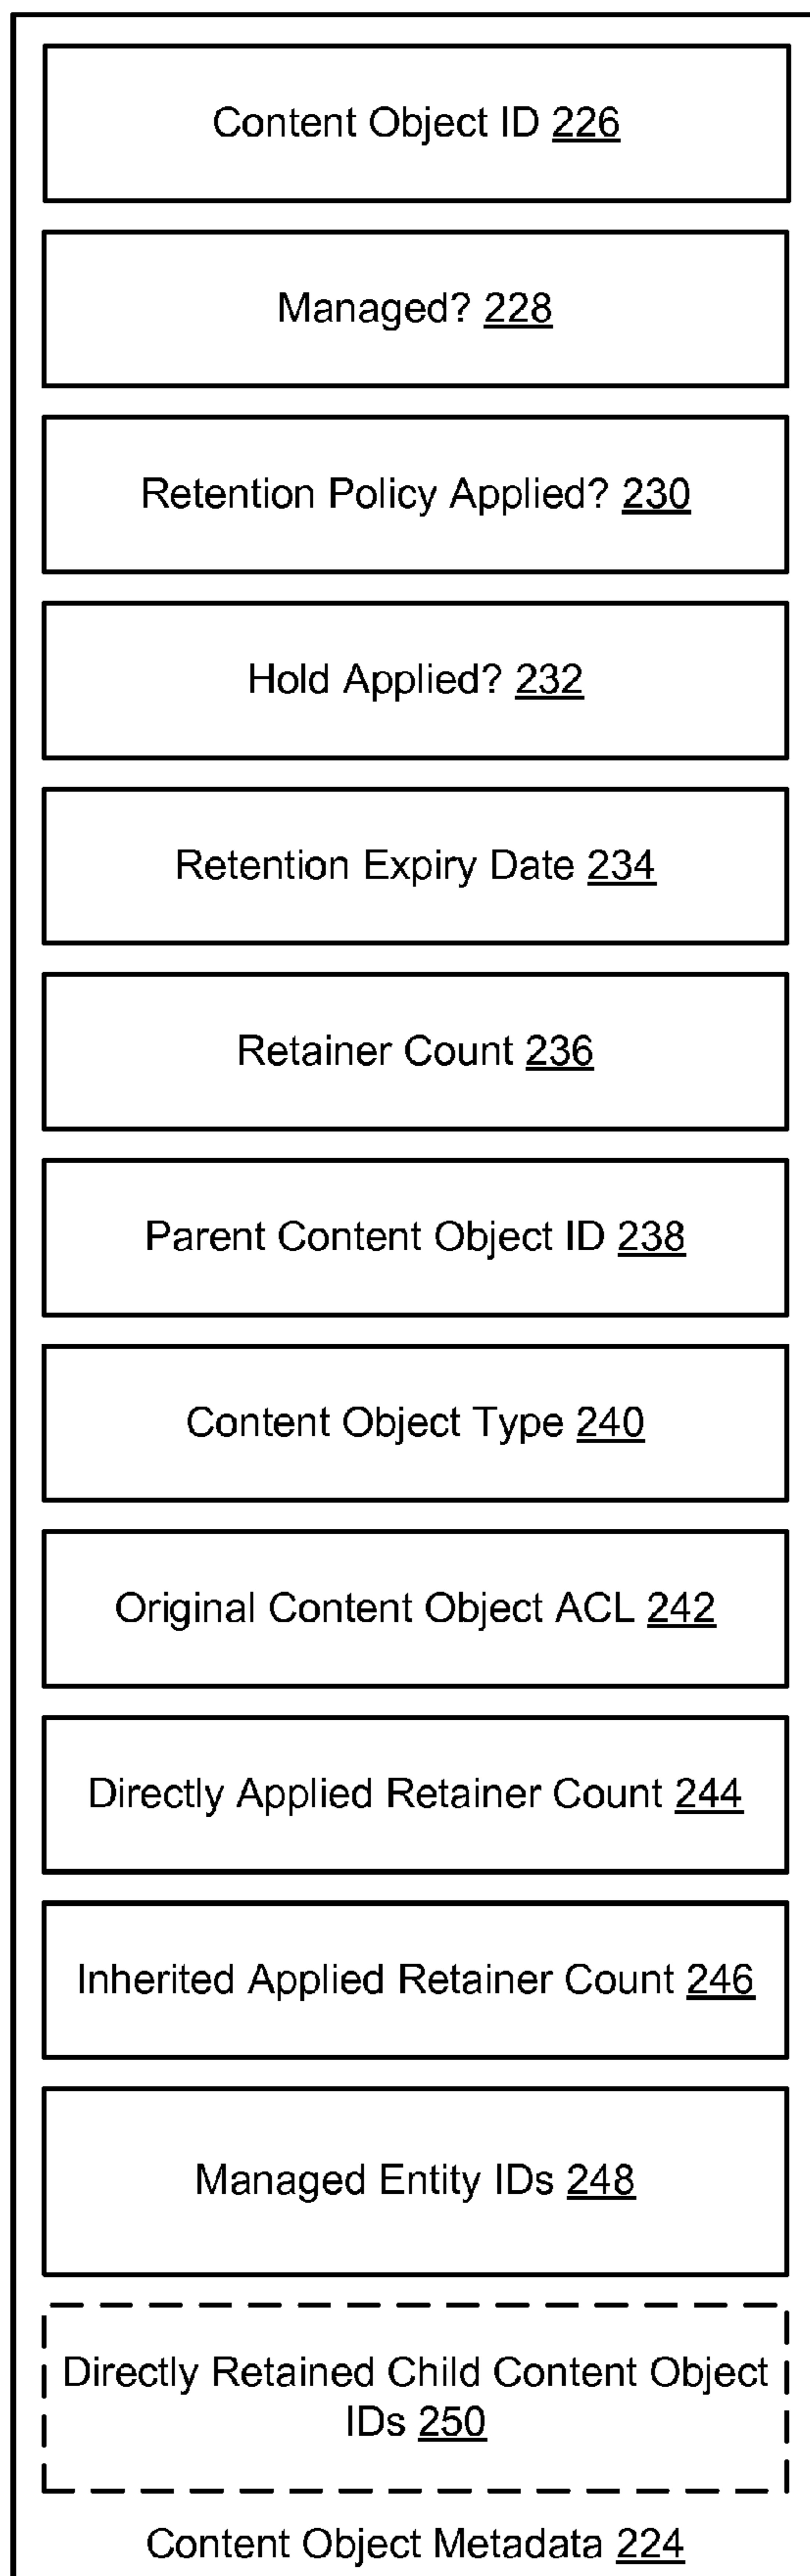 Content Object ID 226
Managed? 228
Retention Policy Applied? 230
Hold Applied? 232
Retention Expiry Date 234
Retainer Count 236
Parent Content Object ID 238
Content Object Type 240
Original Content Object ACL 242
Directly Applied Retainer Count 244
Inherited Applied Retainer Count 246
Managed Entity IDs 248
Directly Retained Child Content Object
IDs 250
Content Object Metadata 224